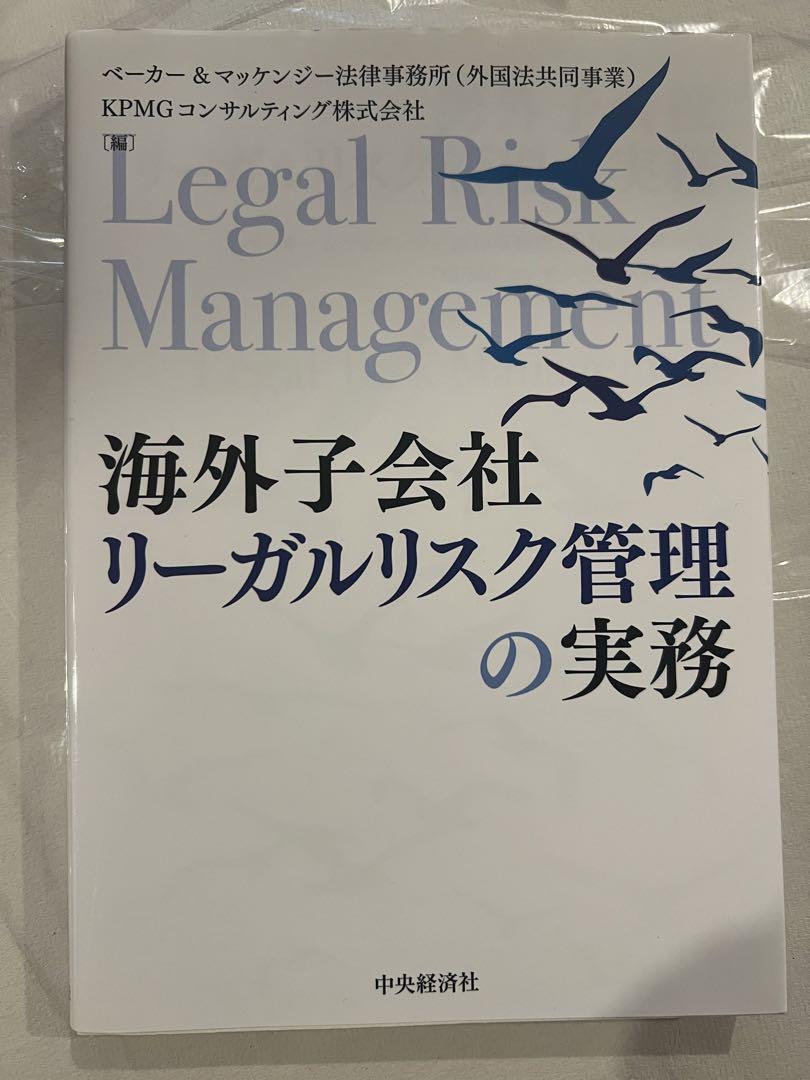 ベーカー&マッケンジー法律事務所(外国法共同事業)
KPMGコンサルティング株式会社
〔編〕
Legal Risk
Management
海外子会社
リーガルリスク管理
の実務
中央経済社